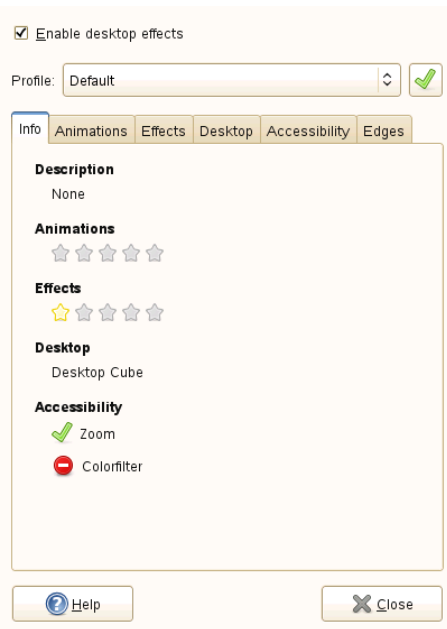 Enable desktop effects
Profile: Default
Info Animations Effects Desktop Accessibility Edges
Description
None
Animations
Effects
Desktop
Desktop Cube
Accessibility
Zoom
Colorfilter
Help Close